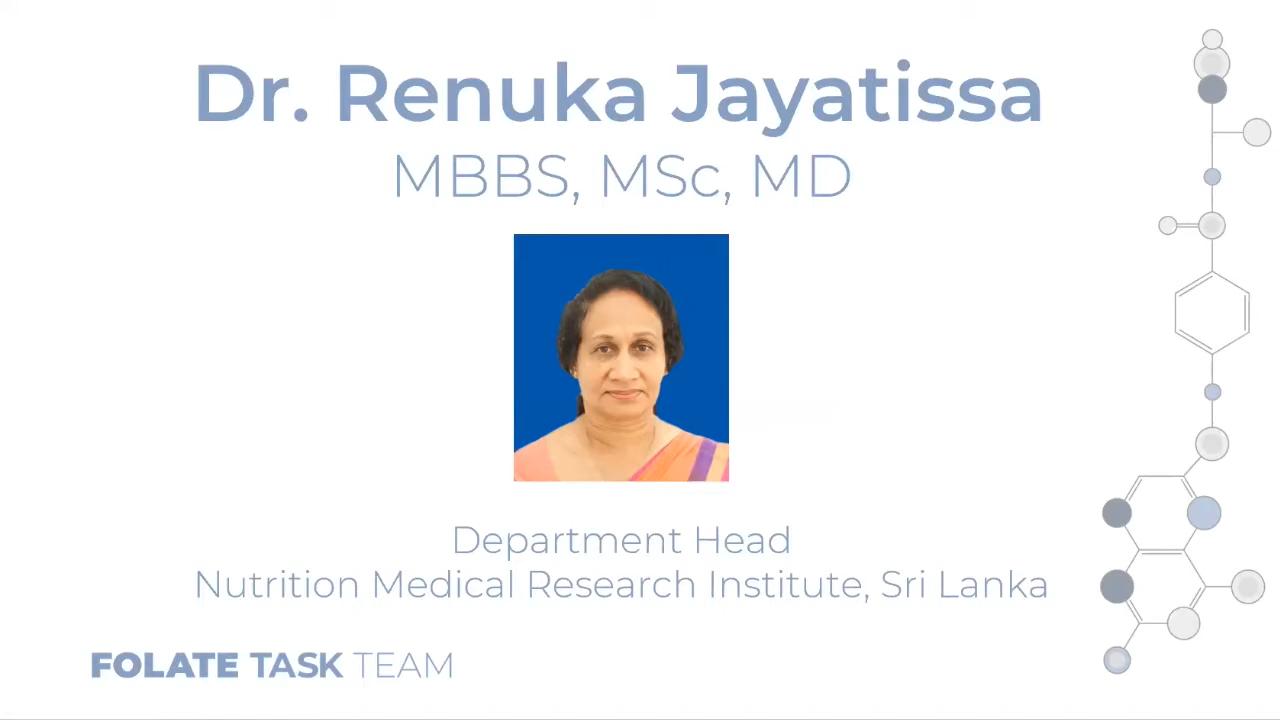 Dr. Renuka Jayatissa
MBBS, MSc, MD
Department Head
Nutrition Medical Research Institute, Sri Lanka
FOLATE TASK TEAM